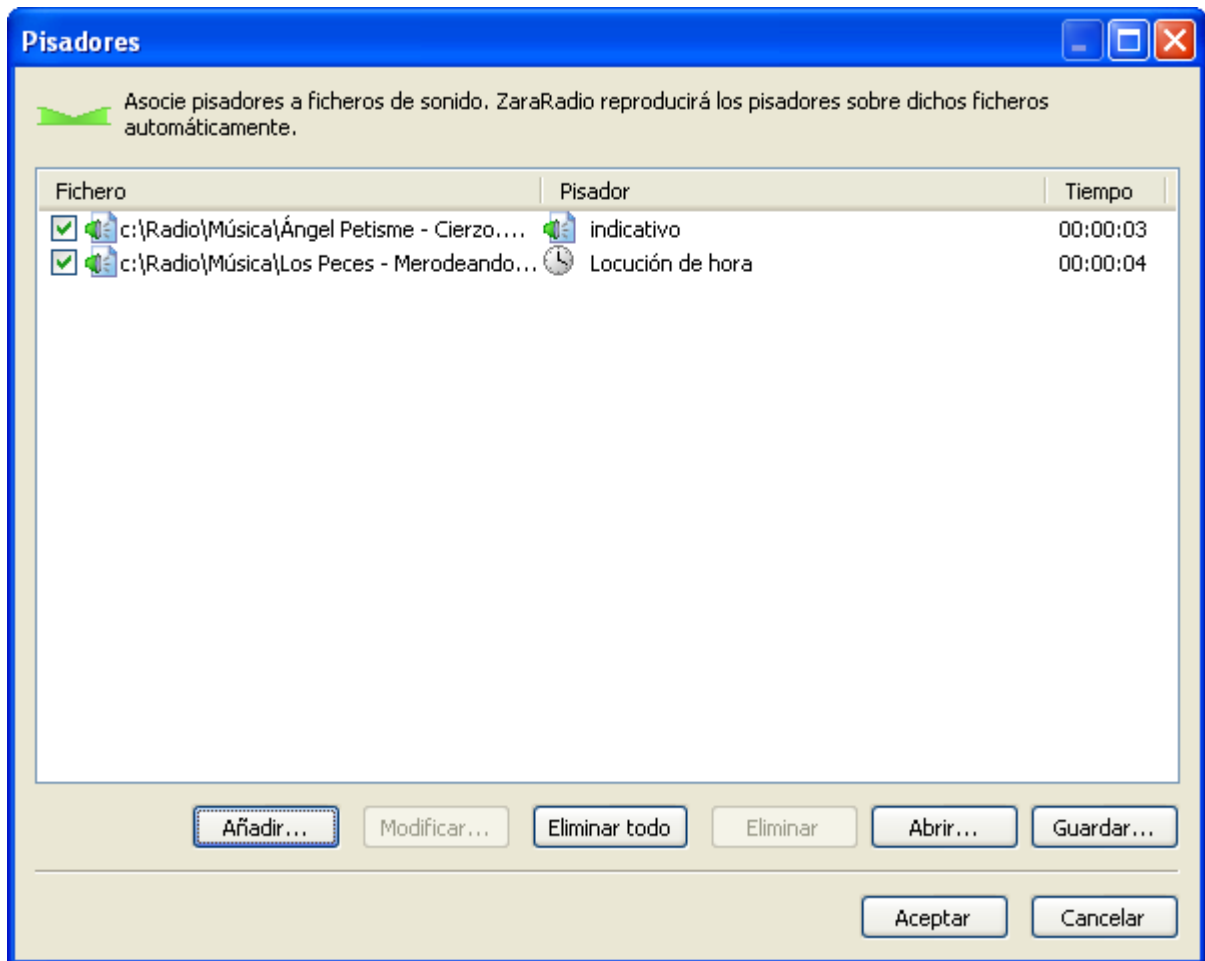 Pisadores
Asocie pisadores a ficheros de sonido. ZaraRadio reproducirá los pisadores sobre dichos ficheros
automáticamente.
Fichero Pisador Tiempo
c:\Radio\Música\Ángel Petisme - Cierzo.... indicativo 00:00:03
c:\Radio\Música\Los Peces - Merodeando... Locución de hora 00:00:04
Añadir... Modificar... Eliminar todo Eliminar Abrir... Guardar...
Aceptar Cancelar